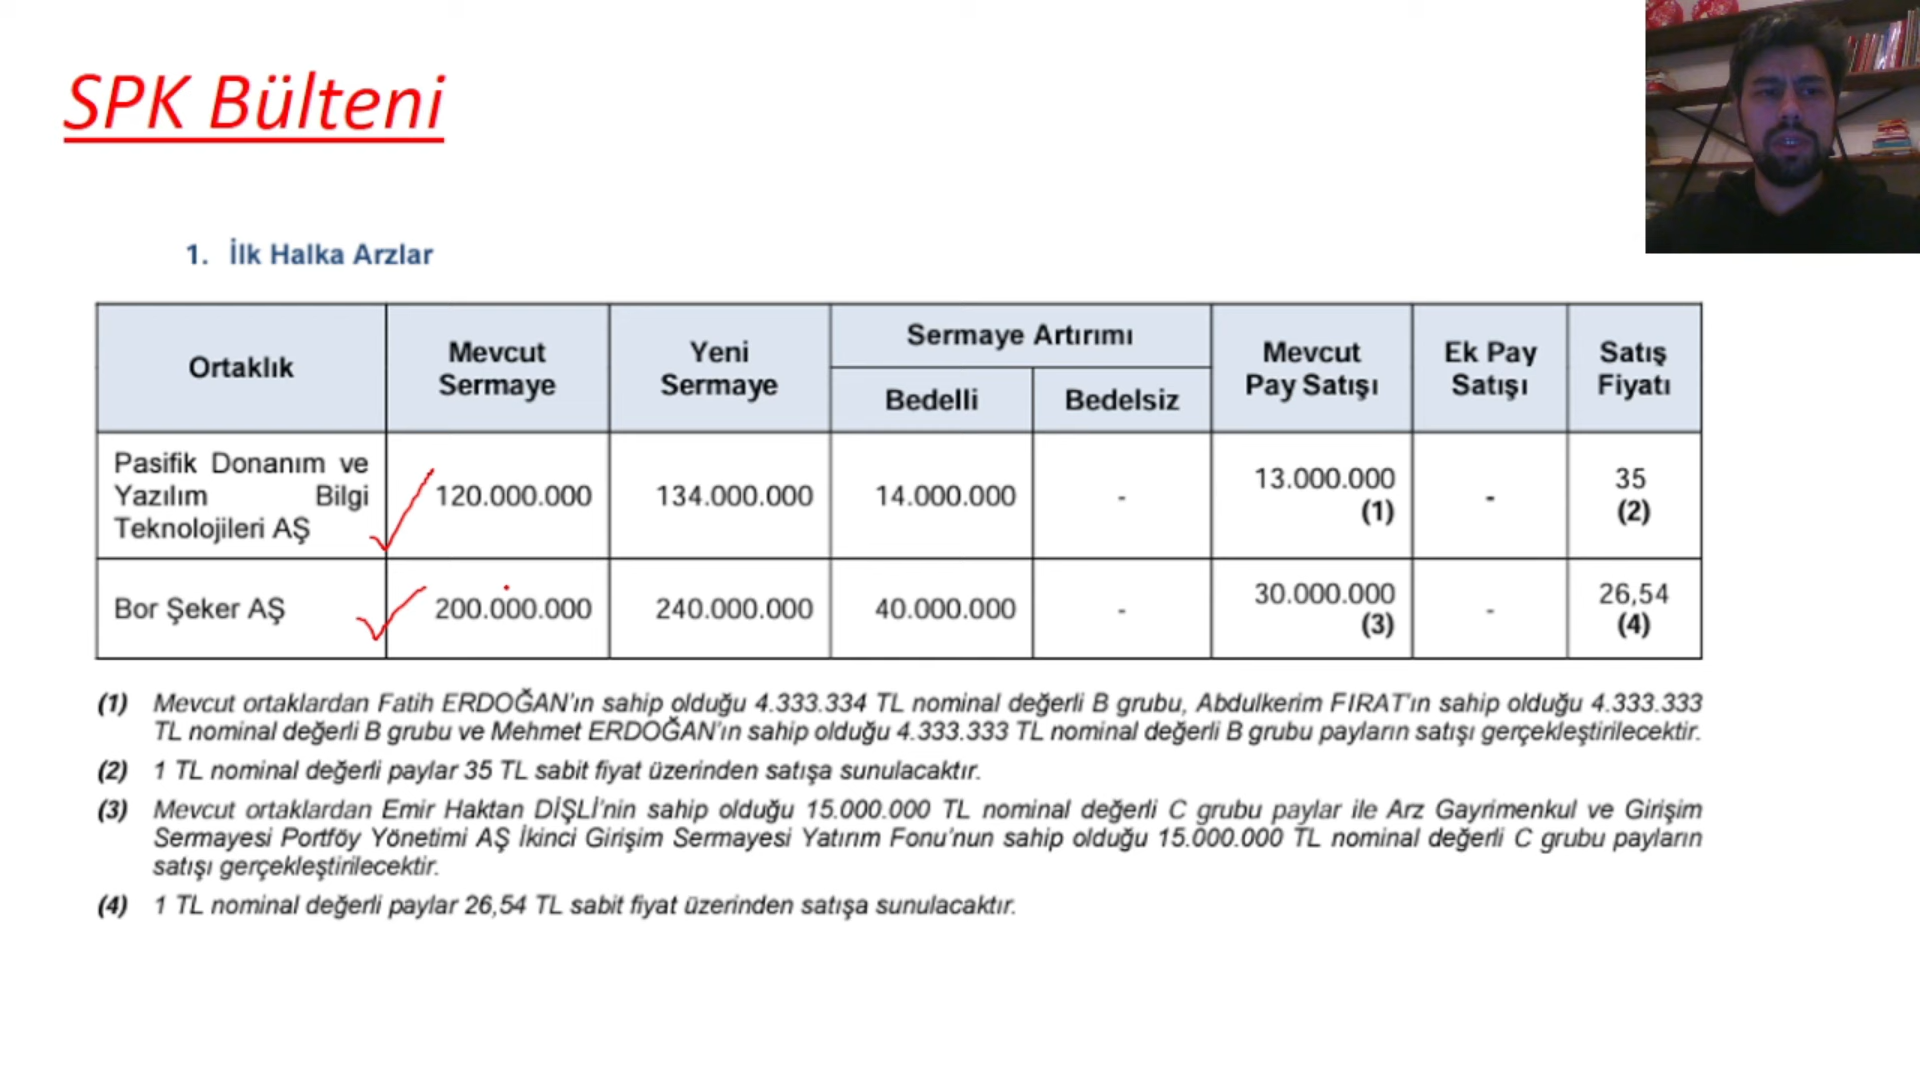 SPK Bülteni
1. İlk Halka Arzlar
Ortaklık
Mevcut
Sermaye
Yeni
Sermaye
Sermaye Artırımı
Bedelli
Bedelsiz
Mevcut
Pay Satışı
Ek Pay
Satışı
Satış
Fiyatı
Pasifik Donanım ve
Yazılım Bilgi
Teknolojileri AŞ
120.000.000
134.000.000
14.000.000
-
13.000.000
(1)
-
35
(2)
Bor Şeker AŞ
200.000.000
240.000.000
40.000.000
-
30.000.000
(3)
-
26,54
(4)
(1) Mevcut ortaklardan Fatih ERDOĞAN'ın sahip olduğu 4.333.334 TL nominal değerli B grubu, Abdulkerim FIRAT'ın sahip olduğu 4.333.333
TL nominal değerli B grubu ve Mehmet ERDOĞAN'ın sahip olduğu 4.333.333 TL nominal değerli B grubu payların satışı gerçekleştirilecektir.
(2) 1 TL nominal değerli paylar 35 TL sabit fiyat üzerinden satışa sunulacaktır.
(3) Mevcut ortaklardan Emir Haktan DİŞLİ'nin sahip olduğu 15.000.000 TL nominal değerli C grubu paylar ile Arz Gayrimenkul ve Girişim
Sermayesi Portföy Yönetimi AŞ İkinci Girişim Sermayesi Yatırım Fonu'nun sahip olduğu 15.000.000 TL nominal değerli C grubu payların
satışı gerçekleştirilecektir.
(4) 1 TL nominal değerli paylar 26,54 TL sabit fiyat üzerinden satışa sunulacaktır.